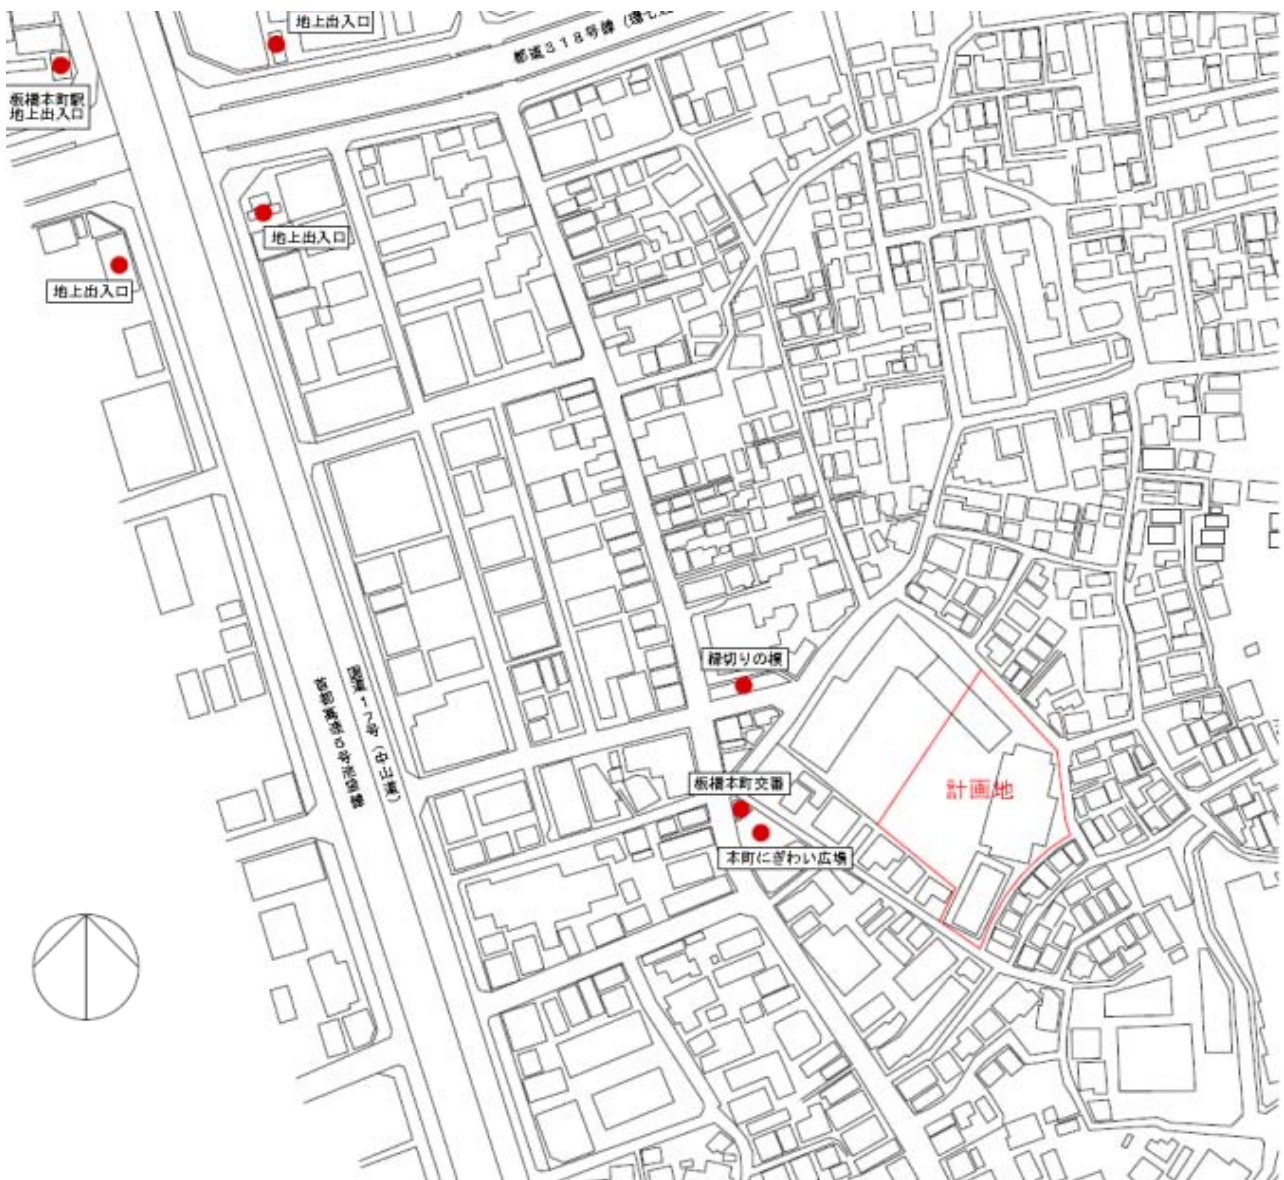 地上出入口
都道318号線（環七通
板橋本町駅
地上出入口
地上出入口
地上出入口
縁切りの榎
国道17号（中山道）
首都高速5号池袋線
板橋本町交番
計画地
本町にぎわい広場